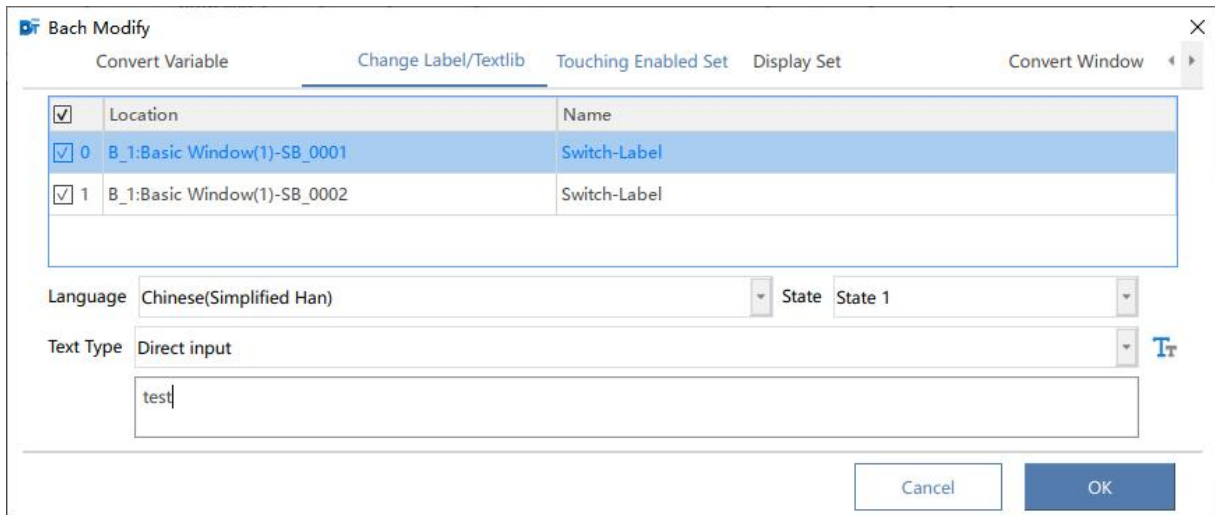 Bach Modify
Convert Variable Change Label/Textlib Touching Enabled Set Display Set Convert Window
Location Name
0 B_1:Basic Window(1)-SB_0001 Switch-Label
1 B_1:Basic Window(1)-SB_0002 Switch-Label
Language Chinese(Simplified Han) State State 1
Text Type Direct input
test
Cancel OK